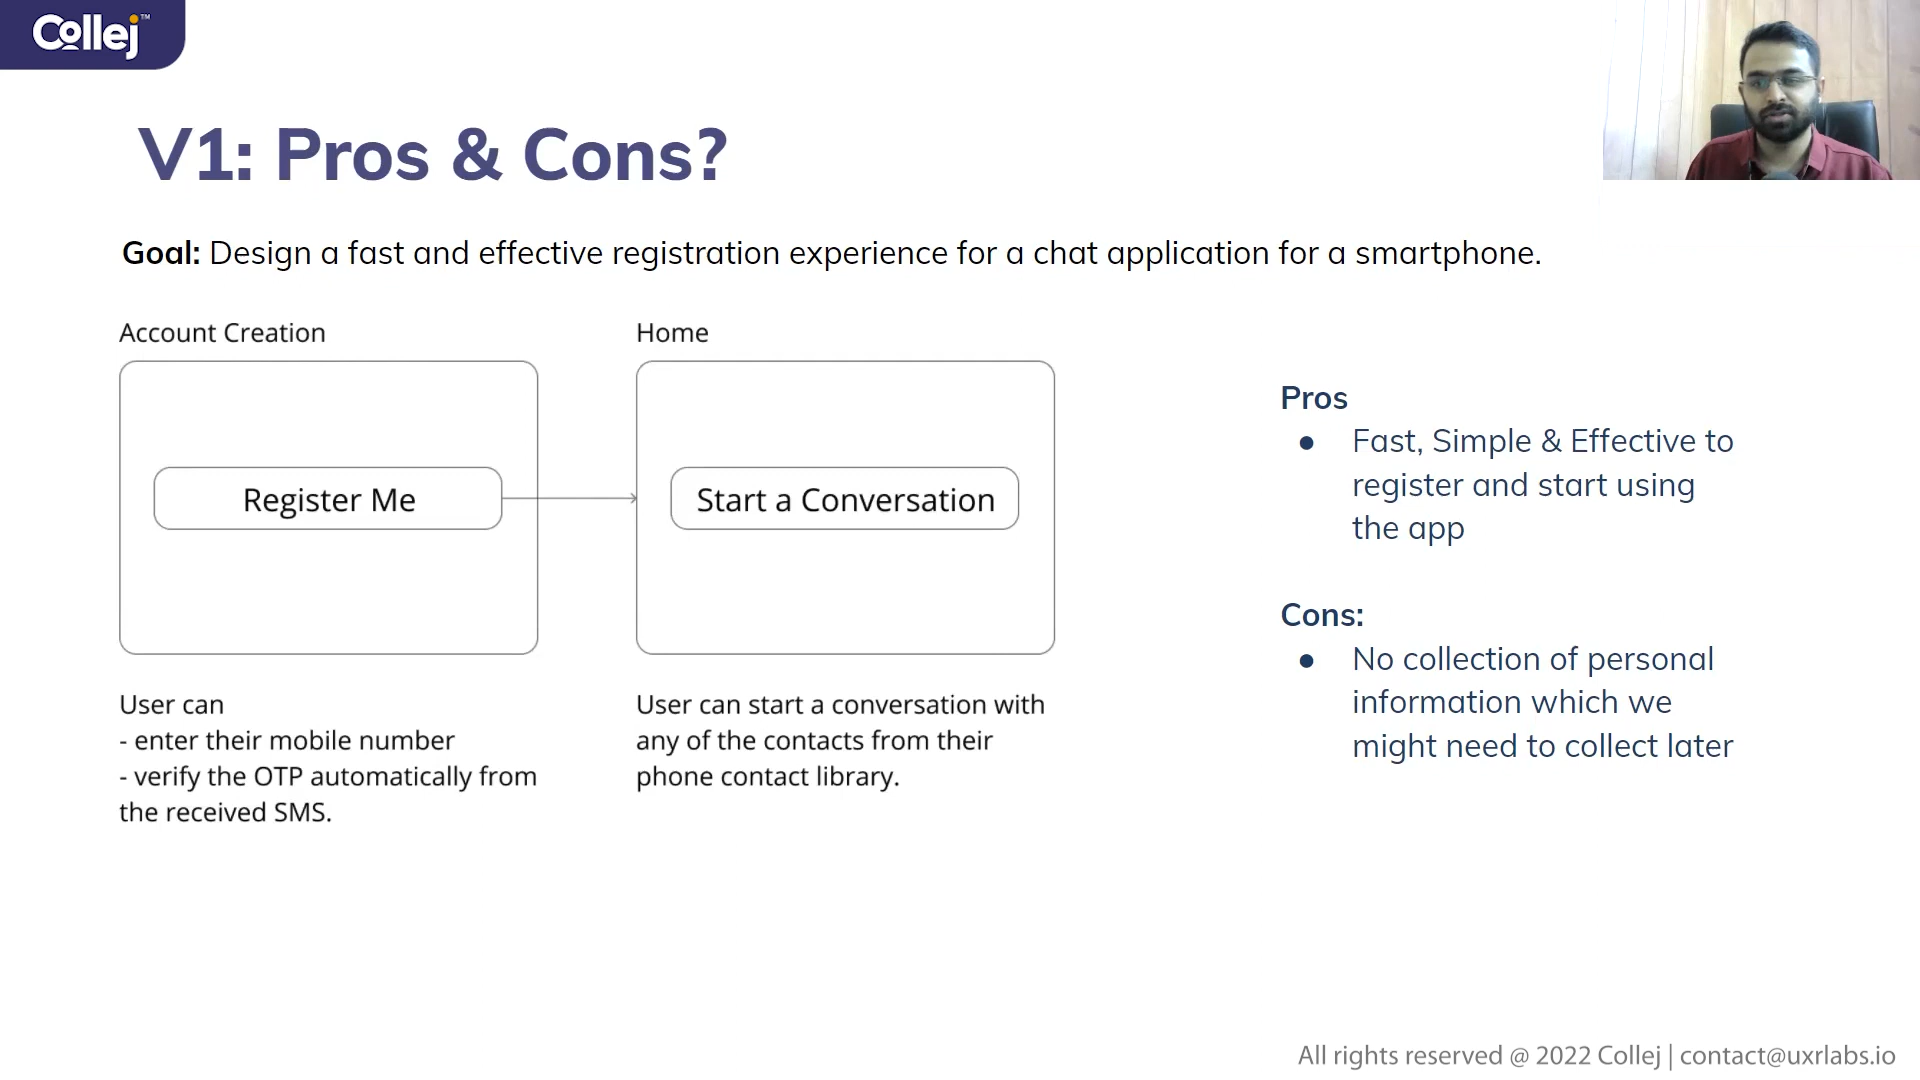 Collej™
V1: Pros & Cons?
Goal: Design a fast and effective registration experience for a chat application for a smartphone.
Account Creation
Register Me
User can
- enter their mobile number
- verify the OTP automatically from
the received SMS.
Home
Start a Conversation
User can start a conversation with
any of the contacts from their
phone contact library.
Pros
● Fast, Simple & Effective to
register and start using
the app
Cons:
● No collection of personal
information which we
might need to collect later
All rights reserved @ 2022 Collej | contact@uxrlabs.io